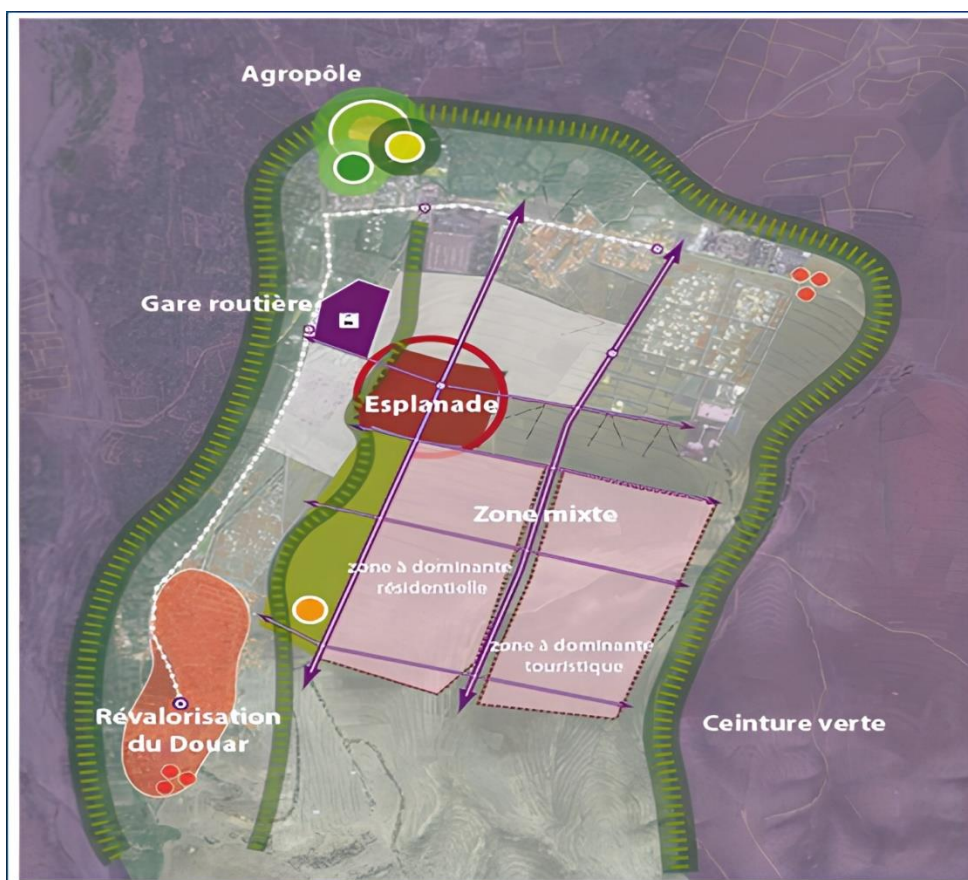 Agropôle
Gare routière
Esplanade
Zone mixte
zone à dominante
résidentielle
zone à dominante
touristique
Révalorisation
du Douar
Ceinture verte